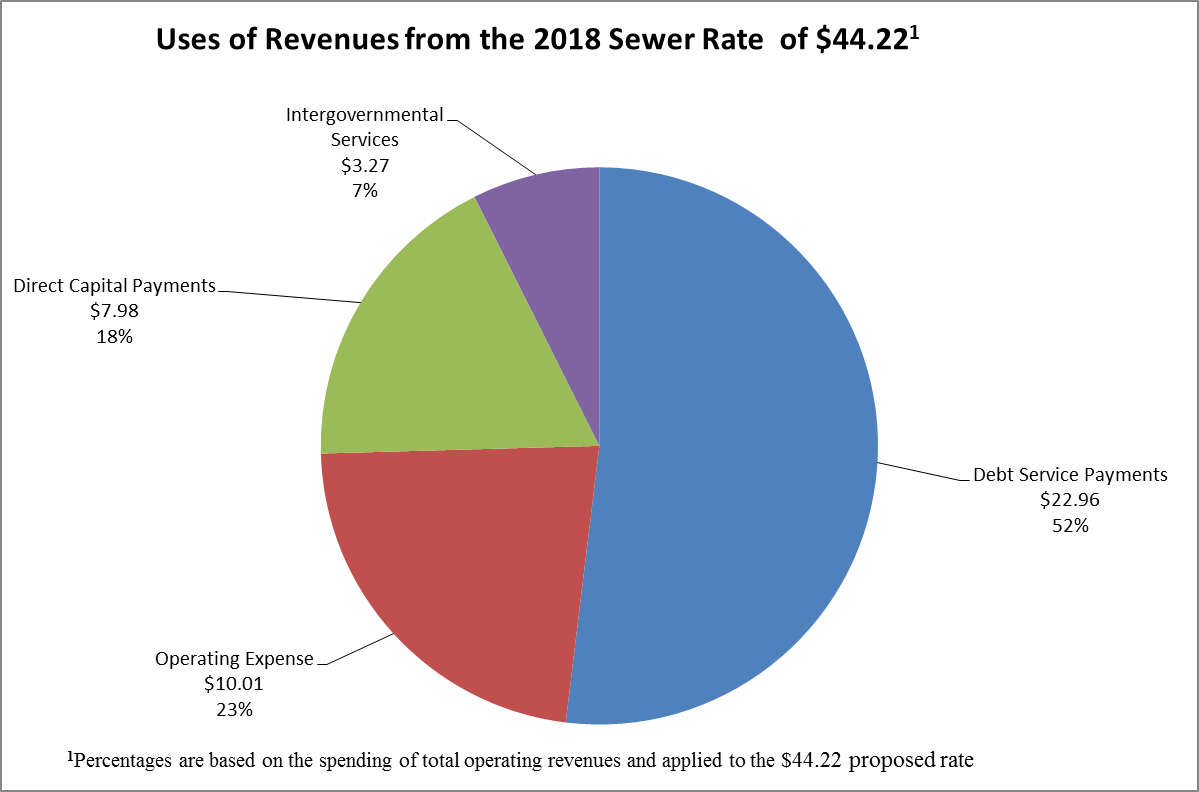 Uses of Revenues from the 2018 Sewer Rate of $44.22¹
Intergovernmental
Services
$3.27
7%
Direct Capital Payments
$7.98
18%
Debt Service Payments
$22.96
52%
Operating Expense
$10.01
23%
¹Percentages are based on the spending of total operating revenues and applied to the $44.22 proposed rate